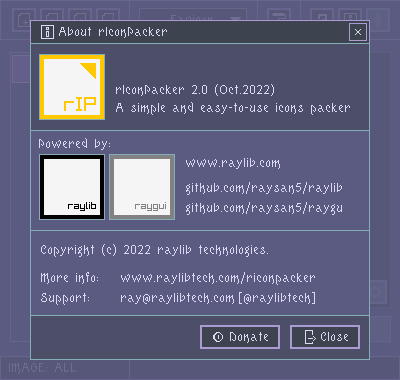 About rIconPacker
rIP
rIconPacker 2.0 (Oct.2022)
A simple and easy-to-use icons packer
Powered by:
raylib
raygui
www.raylib.com
github.com/raysan5/raylib
github.com/raysan5/raygu
Copyright (c) 2022 raylib technologies.
More info: www.raylibtech.com/riconpacker
Support: ray@raylibtech.com [@raylibtech]
Donate
Close
IMAGE: ALL